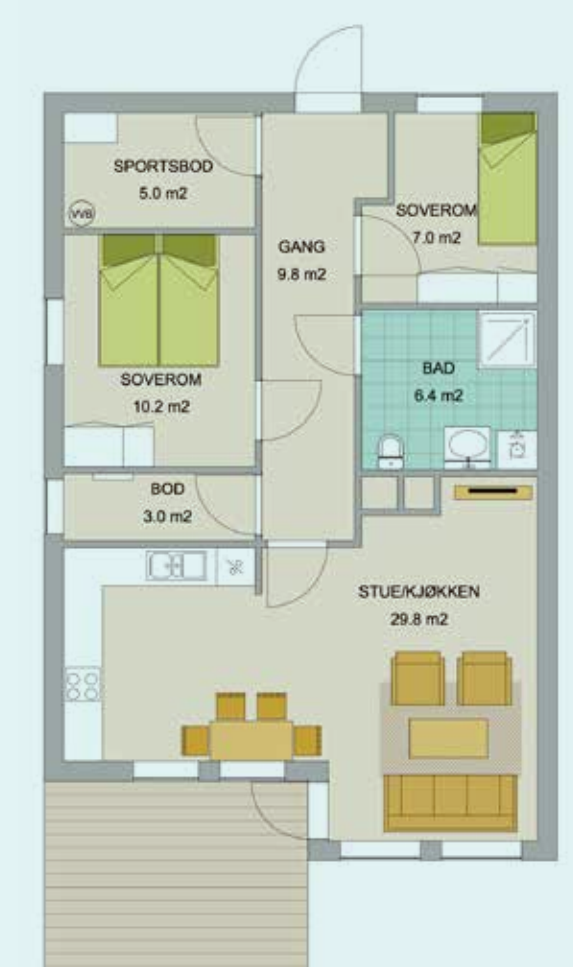 SPORTSBOD
5.0 m2
VVB
SOVEROM
7.0 m2
GANG
9.8 m2
SOVEROM
10.2 m2
BAD
6.4 m2
BOD
3.0 m2
STUE/KJØKKEN
29.8 m2